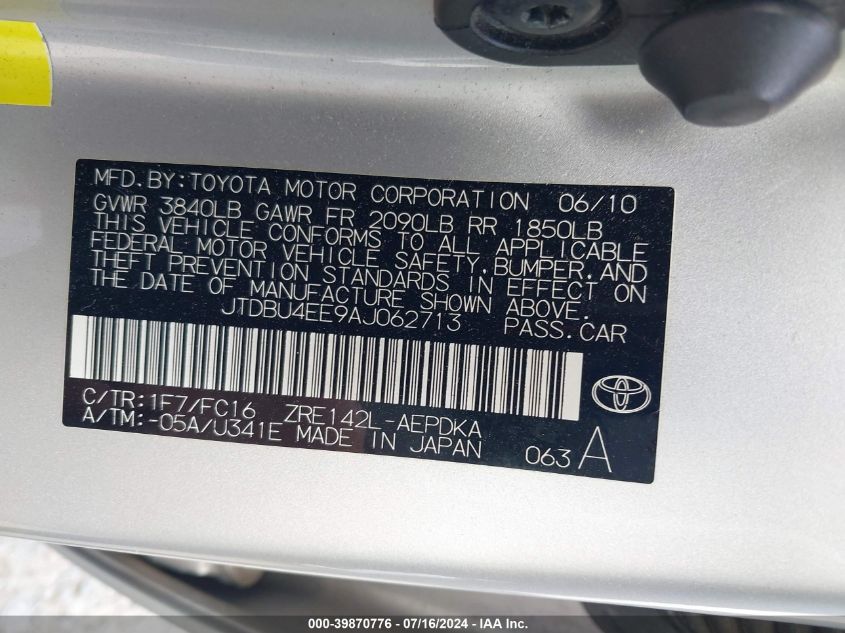 MFD.BY:TOYOTA MOTOR CORPORATION 06/10
GVWR 3840LB GAWR FR 2090LB RR 1850LB
THIS VEHICLE CONFORMS TO ALL APPLICABLE
FEDERAL MOTOR VEHICLE SAFETY,BUMPER,AND
THEFT PREVENTION STANDARDS IN EFFECT ON
THE DATE OF MANUFACTURE SHOWN ABOVE.
JTDBU4EE9AJ062713 PASS.CAR
C/TR:1F7/FC16 ZRE142L-AEPDKA
A/TM:-05A/U341E MADE IN JAPAN
063 A
000-39870776 / 07/16/2024 - IAA Inc.